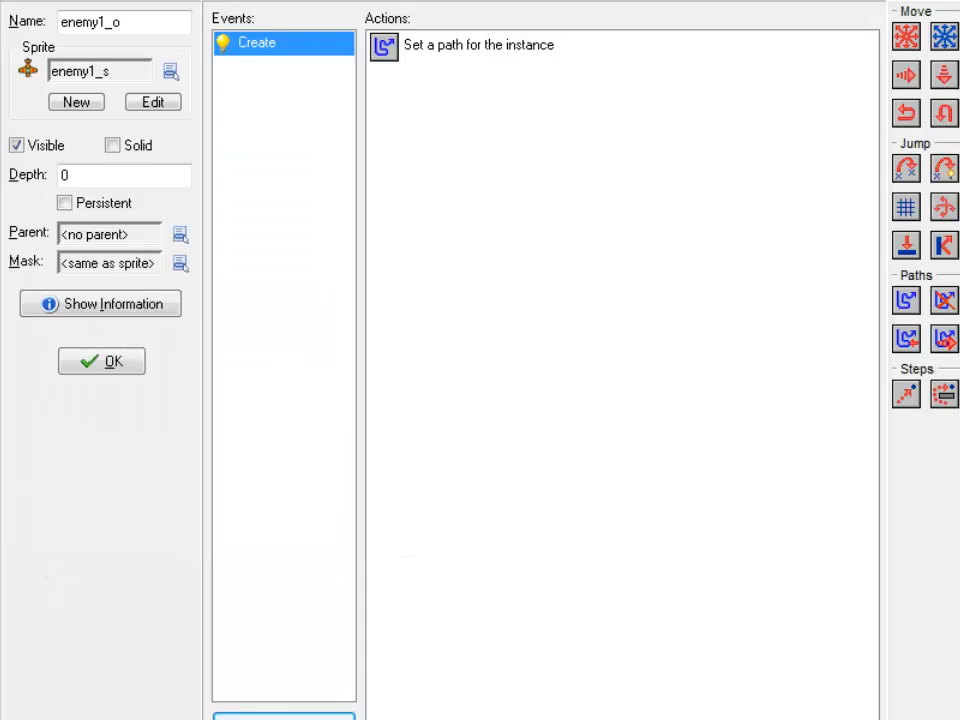 Name: enemy1_o
Sprite
enemy1_s
New Edit
Visible Solid
Depth: 0
Persistent
Parent: <no parent>
Mask: <same as sprite>
Show Information
OK
Events:
Create
Actions:
Set a path for the instance
Move
Jump
Paths
Steps